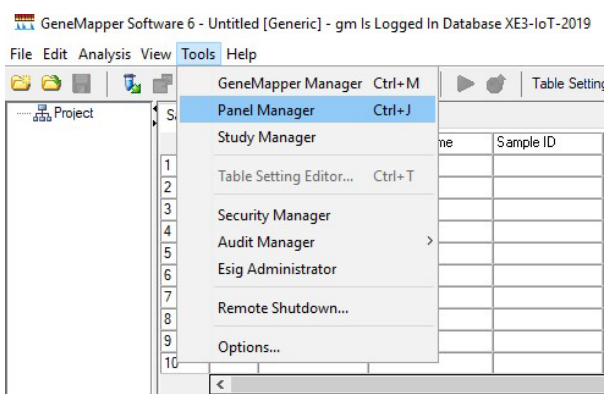 GeneMapper Software 6 - Untitled [Generic] - gm Is Logged In Database XE3-IoT-2019
File Edit Analysis View Tools Help
Table Setting
Project
GeneMapper Manager Ctrl+M
Panel Manager Ctrl+J
Study Manager
Table Setting Editor... Ctrl+T
Security Manager
Audit Manager
Esig Administrator
Remote Shutdown...
Options...
Sample ID
1
2
3
4
5
6
7
8
9
10